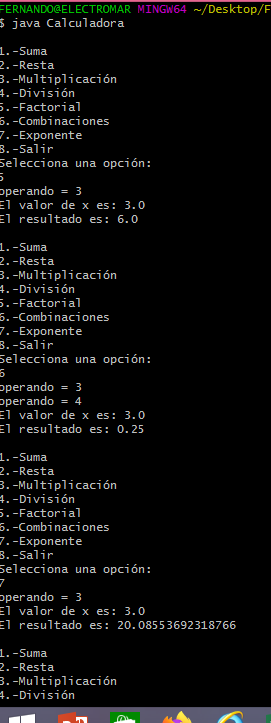 FERNANDO@ELECTROMAR MINGW64 ~/Desktop/F
$ java Calculadora
1.-Suma
2.-Resta
3.-Multiplicación
4.-División
5.-Factorial
6.-Combinaciones
7.-Exponente
8.-Salir
Selecciona una opción:
5
operando = 3
El valor de x es: 3.0
El resultado es: 6.0
1.-Suma
2.-Resta
3.-Multiplicación
4.-División
5.-Factorial
6.-Combinaciones
7.-Exponente
8.-Salir
Selecciona una opción:
6
operando = 3
operando = 4
El valor de x es: 3.0
El resultado es: 0.25
1.-Suma
2.-Resta
3.-Multiplicación
4.-División
5.-Factorial
6.-Combinaciones
7.-Exponente
8.-Salir
Selecciona una opción:
7
operando = 3
El valor de x es: 3.0
El resultado es: 20.08553692318766
1.-Suma
2.-Resta
3.-Multiplicación
4.-División